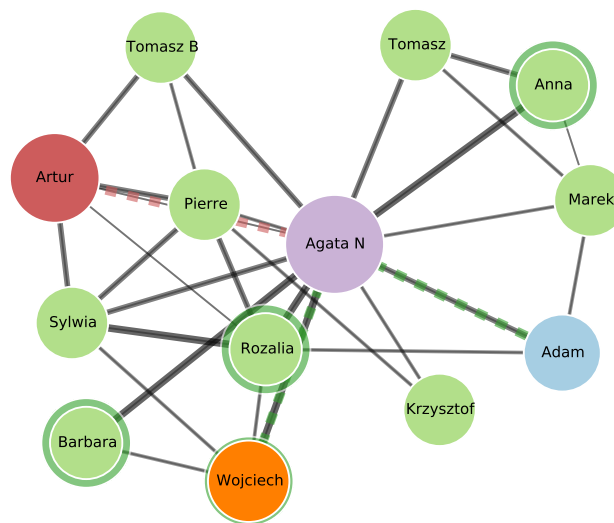 Tomasz B
Tomasz
Anna
Artur
Pierre
Marek
Agata N
Sylwia
Rozalia
Adam
Krzysztof
Barbara
Wojciech